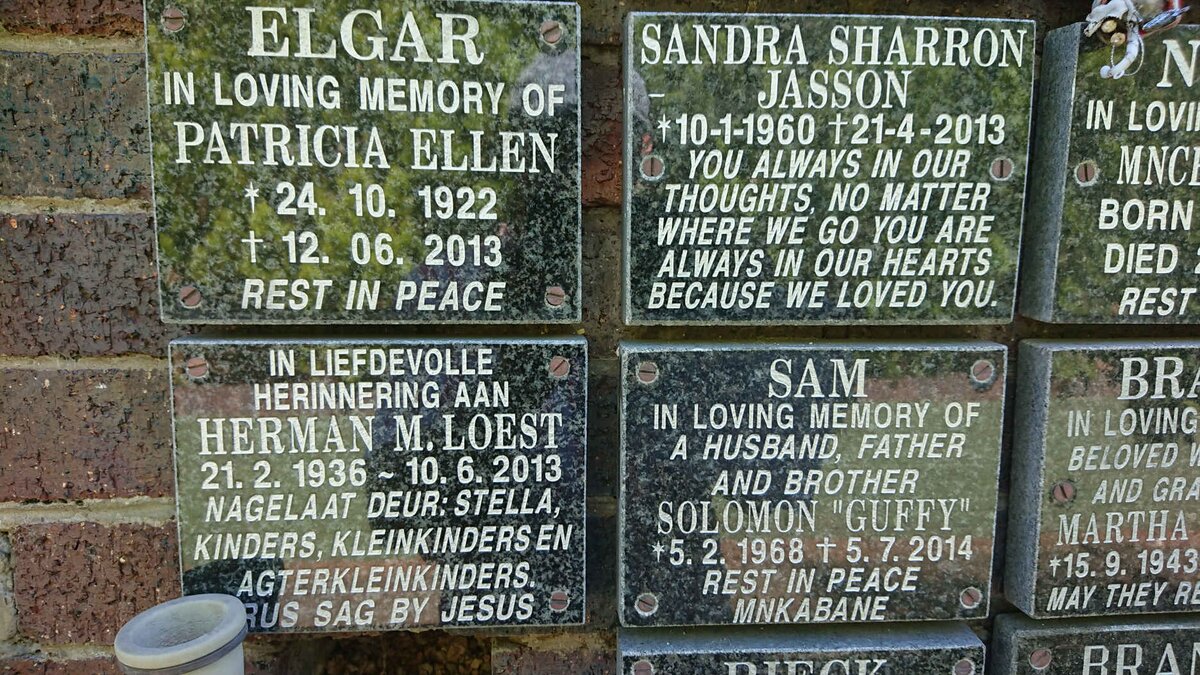 ELGAR
IN LOVING MEMORY OF
PATRICIA ELLEN
* 24. 10. 1922
† 12. 06. 2013
REST IN PEACE
SANDRA SHARRON
JASSON
*10-1-1960 †21-4-2013
YOU ALWAYS IN OUR
THOUGHTS, NO MATTER
WHERE WE GO YOU ARE
ALWAYS IN OUR HEARTS
BECAUSE WE LOVED YOU.
IN
BORN
DIED
REST
IN LIEFDEVOLLE
HERINNERING AAN
HERMAN M. LOEST
21. 2. 1936 ~ 10. 6. 2013
NAGELAAT DEUR: STELLA,
KINDERS, KLEINKINDERS EN
AGTERKLEINKINDERS.
RUS SAG BY JESUS
SAM
IN LOVING MEMORY OF
A HUSBAND, FATHER
AND BROTHER
SOLOMON "GUFFY"
*5. 2. 1968 † 5. 7. 2014
REST IN PEACE
MNKABANE
IN LOVING
BELOVED
AND
MARTHA
*15. 9. 1943
MAY THEY